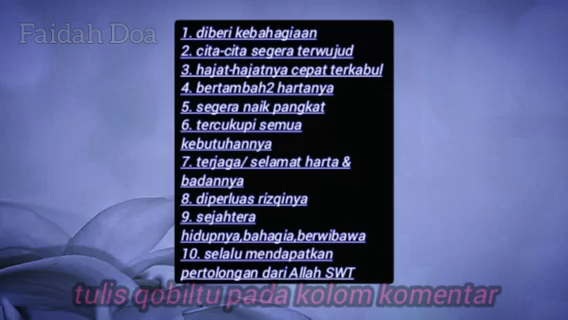 Faidah Doa
1. diberi kebahagiaan
2. cita-cita segera terwujud
3. hajat-hajatnya cepat terkabul
4. bertambah2 hartanya
5. segera naik pangkat
6. tercukupi semua
kebutuhannya
7. terjaga/ selamat harta &
badannya
8. diperluas rizqinya
9. sejahtera
hidupnya,bahagia,berwibawa
10. selalu mendapatkan
pertolongan dari Allah SWT
tulis qobiltu pada kolom komentar